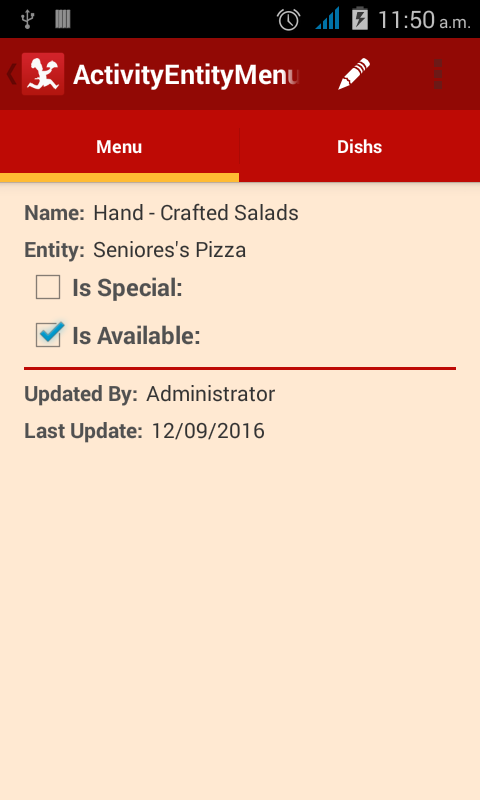 11:50 a.m.
ActivityEntityMenu
Menu
Dishs
Name: Hand - Crafted Salads
Entity: Seniores's Pizza
Is Special:
Is Available:
Updated By: Administrator
Last Update: 12/09/2016